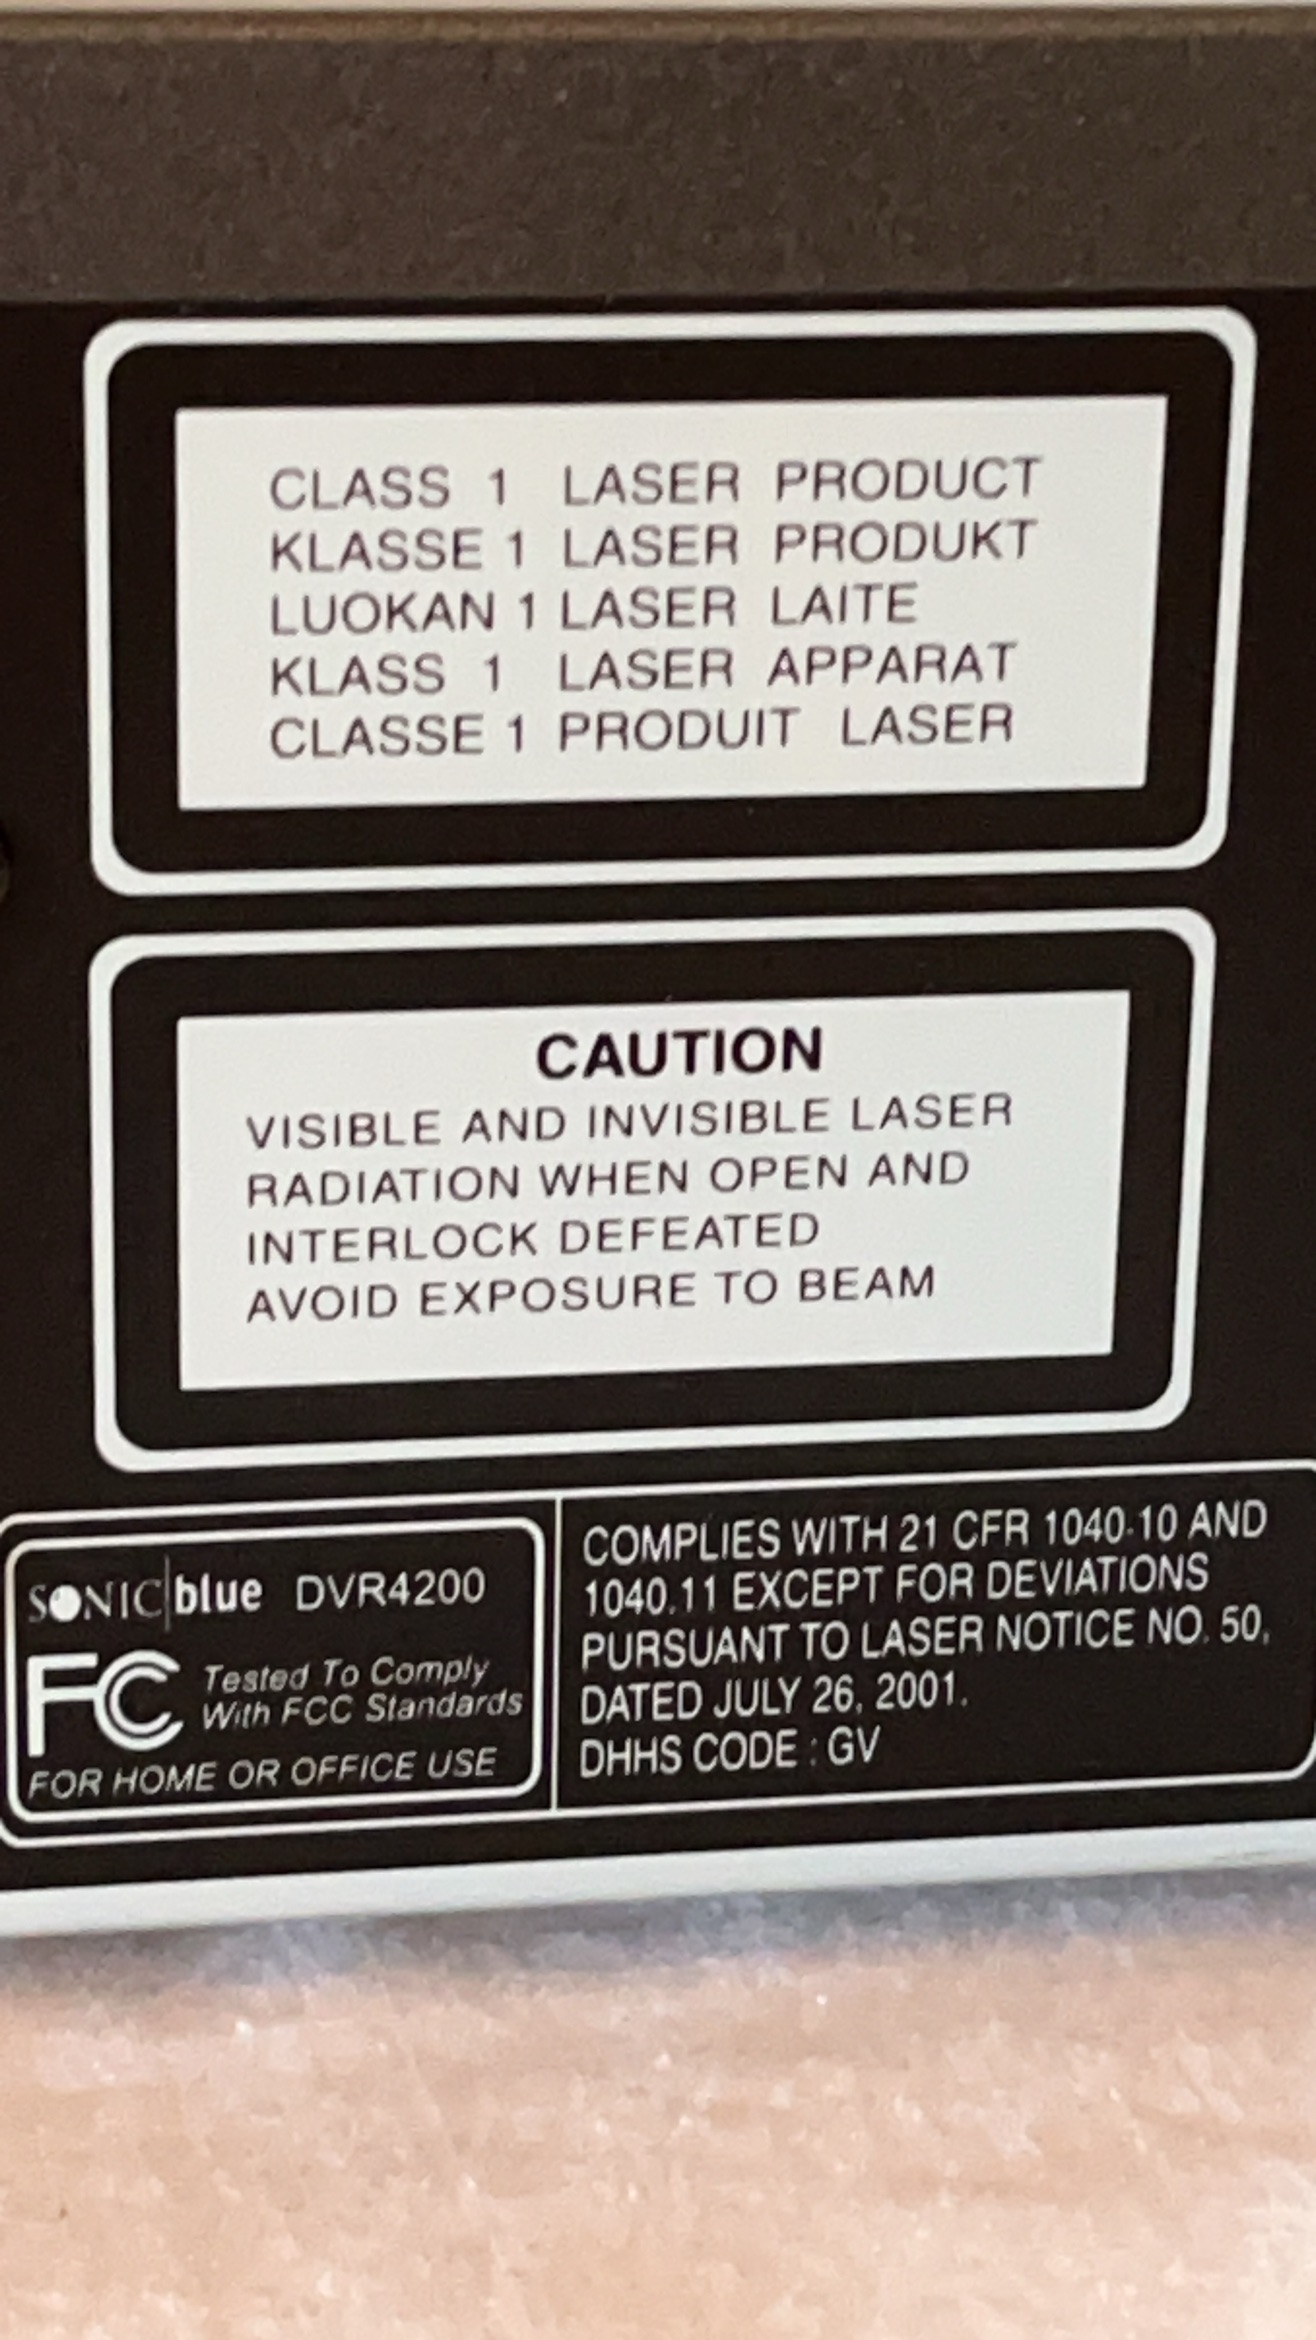 CLASS 1 LASER PRODUCT
KLASSE 1 LASER PRODUKT
LUOKAN 1 LASER LAITE
KLASS 1 LASER APPARAT
CLASSE 1 PRODUIT LASER
CAUTION
VISIBLE AND INVISIBLE LASER
RADIATION WHEN OPEN AND
INTERLOCK DEFEATED
AVOID EXPOSURE TO BEAM
SONIC|blue DVR4200
FC Tested To Comply
With FCC Standards
FOR HOME OR OFFICE USE
COMPLIES WITH 21 CFR 1040.10 AND
1040.11 EXCEPT FOR DEVIATIONS
PURSUANT TO LASER NOTICE NO. 50,
DATED JULY 26, 2001.
DHHS CODE : GV